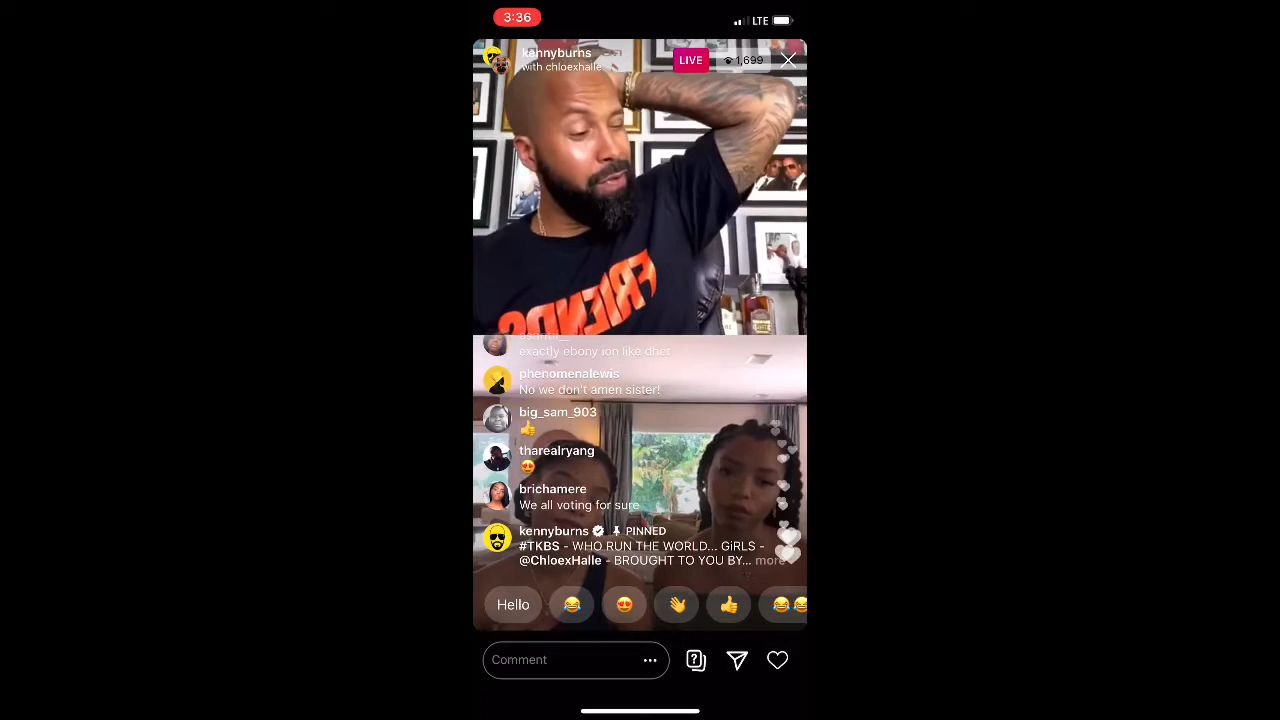 3:36
LTE
kennyburns
with chloexhalle
LIVE
1,699
FRIENDS
exactly ebony ion like dhet
phenomenalewis
No we don't amen sister!
big_sam_903
👍
tharealryang
😍
brichamere
We all voting for sure
kennyburns PINNED
#TKBS - WHO RUN THE WORLD... GiRLS -
@ChloexHalle - BROUGHT TO YOU BY... more
Hello 😂 😍 👋 👍 😂😂
Comment